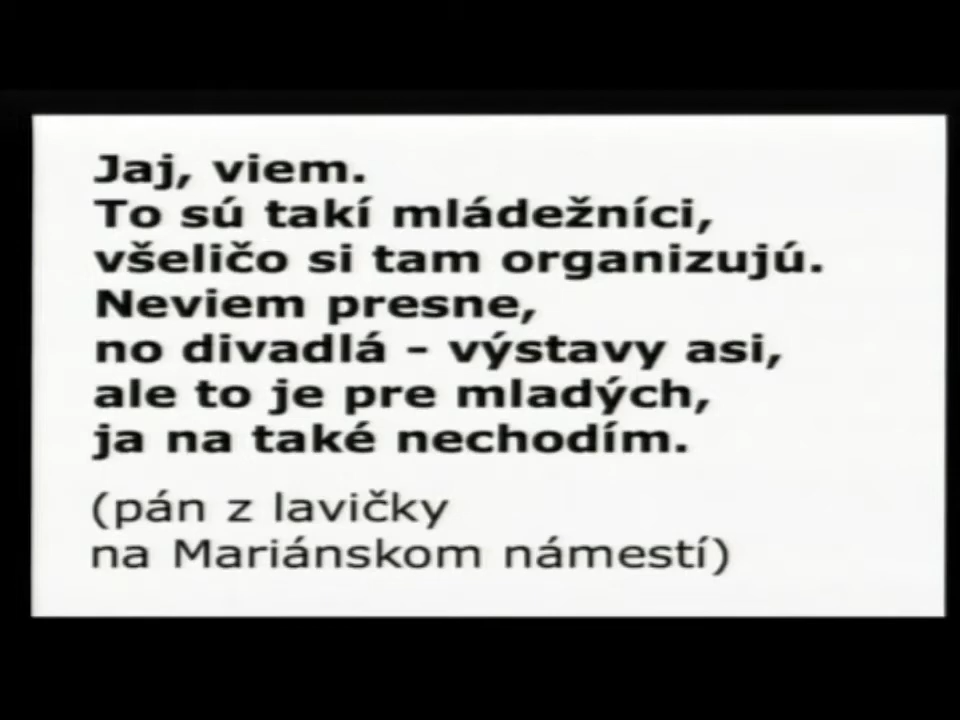 Jaj, viem.
To sú takí mládežníci,
všeličo si tam organizujú.
Neviem presne,
no divadlá - výstavy asi,
ale to je pre mladých,
ja na také nechodím.
(pán z lavičky
na Mariánskom námestí)